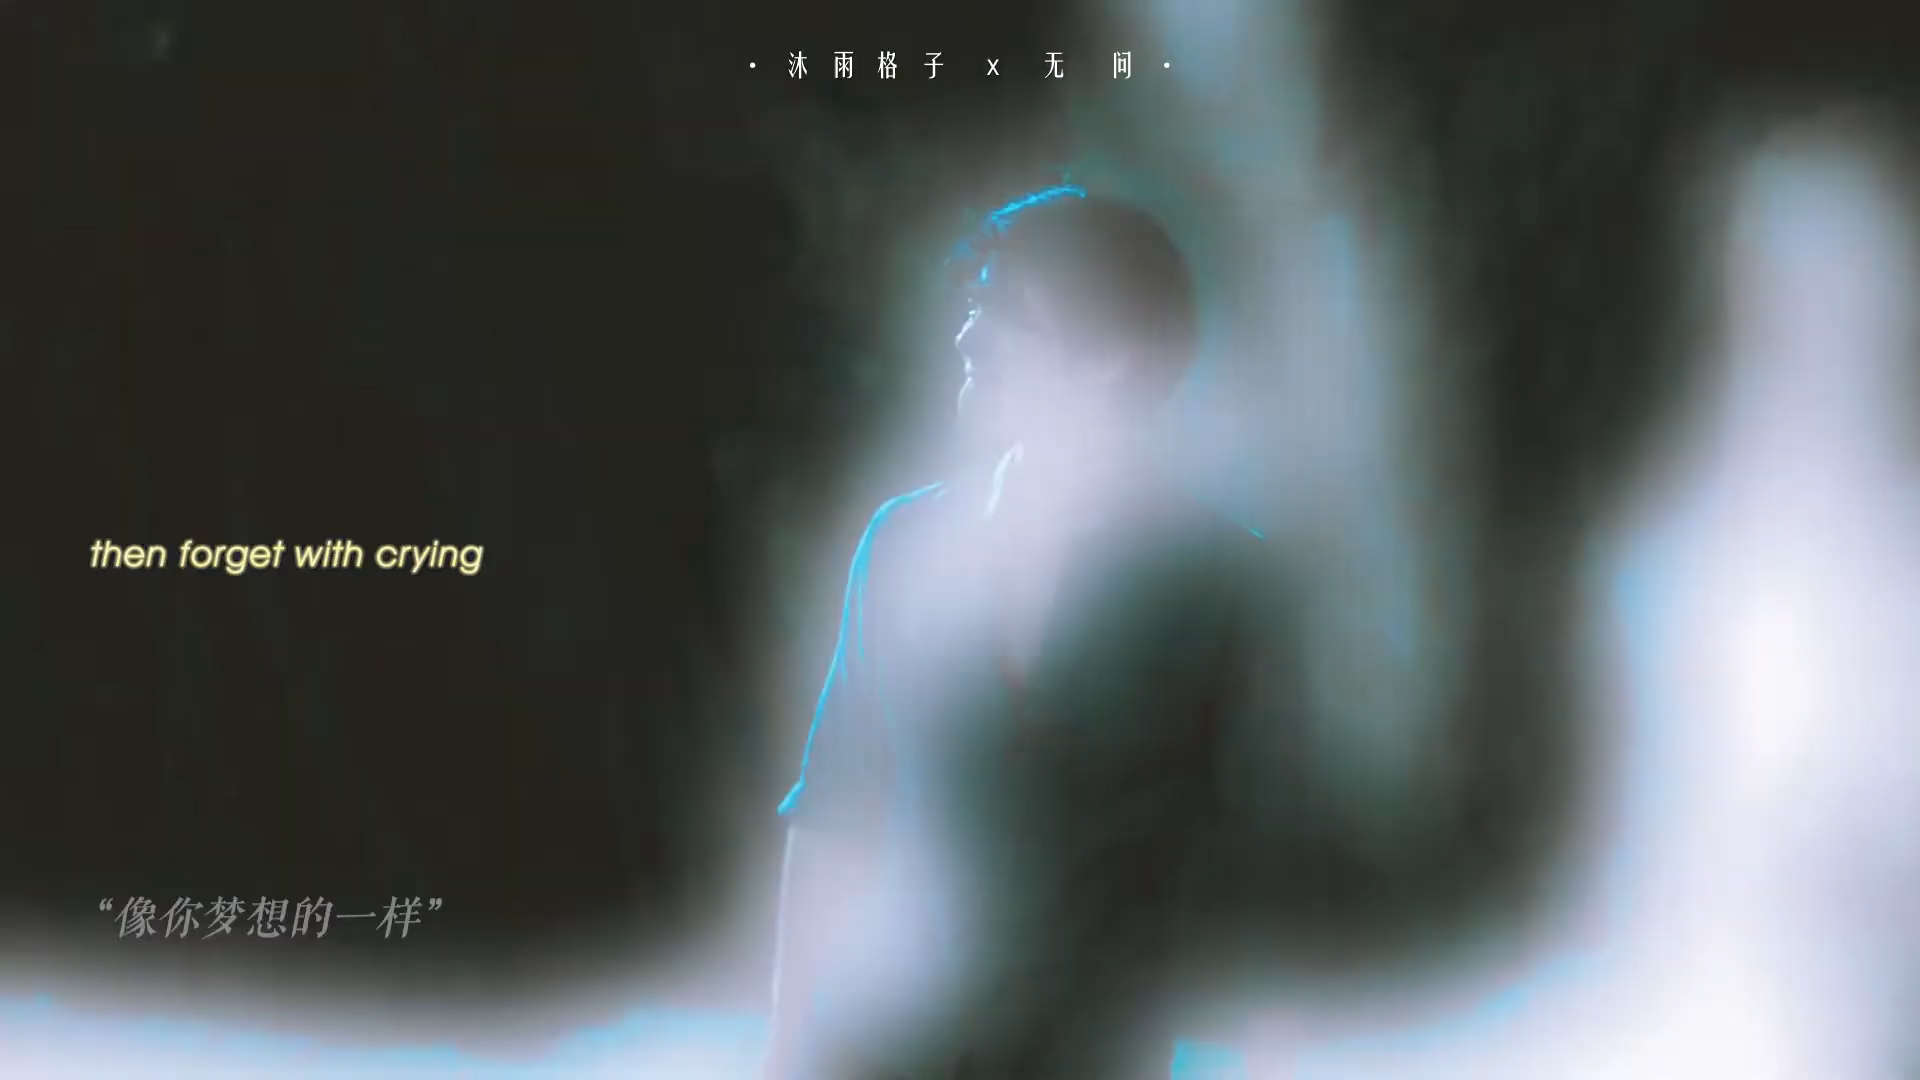 · 沐雨格子 x 无 问 ·
then forget with crying
“像你梦想的一样”